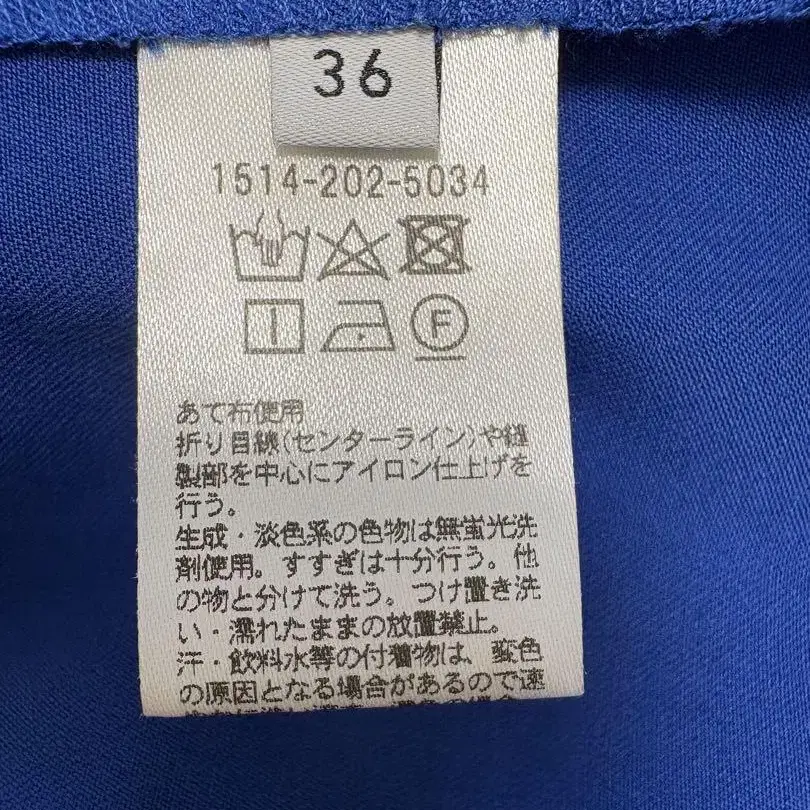 36
1514-202-5034
F
あて布使用
折り目線(センターライン)や縫
製部を中心にアイロン仕上げを
行う。
生成・淡色系の色物は無蛍光洗
剤使用。すすぎは十分行う。他
の物と分けて洗う。つけ置き洗
い・濡れたままの放置禁止。
汗・飲料水等の付着物は、変色
の原因となる場合があるので速